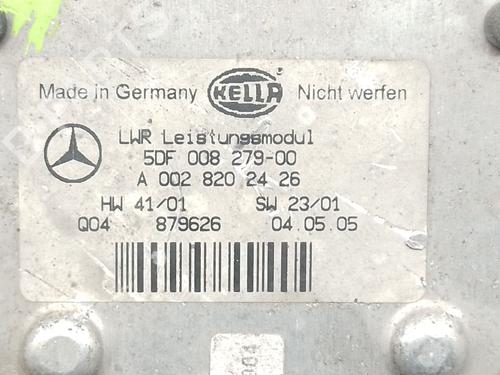 Made in Germany HELLA Nicht werfen
LWR Leistungsmodul
5DF 008 279-00
A 002 820 24 26
HW 41/01 SW 23/01
Q04 879626 04.05.05